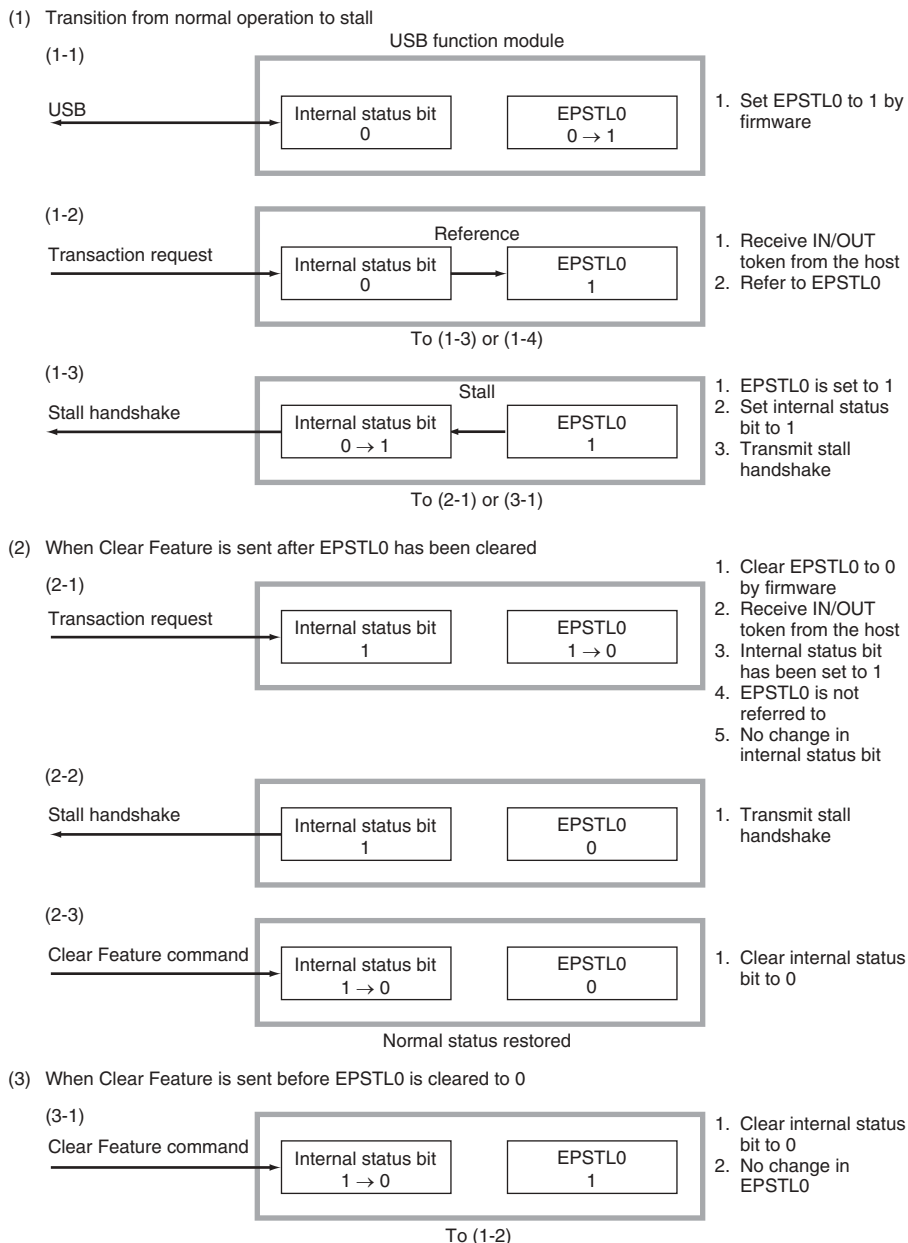 (1) Transition from normal operation to stall
(1-1)
USB function module
USB
Internal status bit
0
EPSTL0
0 → 1
1. Set EPSTL0 to 1 by
firmware
(1-2)
Transaction request
Reference
Internal status bit
0
EPSTL0
1
1. Receive IN/OUT
token from the host
2. Refer to EPSTL0
To (1-3) or (1-4)
(1-3)
Stall handshake
Stall
Internal status bit
0 → 1
EPSTL0
1
1. EPSTL0 is set to 1
2. Set internal status
bit to 1
3. Transmit stall
handshake
To (2-1) or (3-1)
(2) When Clear Feature is sent after EPSTL0 has been cleared
(2-1)
Transaction request
Internal status bit
1
EPSTL0
1 → 0
1. Clear EPSTL0 to 0
by firmware
2. Receive IN/OUT
token from the host
3. Internal status bit
has been set to 1
4. EPSTL0 is not
referred to
5. No change in
internal status bit
(2-2)
Stall handshake
Internal status bit
1
EPSTL0
0
1. Transmit stall
handshake
(2-3)
Clear Feature command
Internal status bit
1 → 0
EPSTL0
0
1. Clear internal status
bit to 0
Normal status restored
(3) When Clear Feature is sent before EPSTL0 is cleared to 0
(3-1)
Clear Feature command
Internal status bit
1 → 0
EPSTL0
1
1. Clear internal status
bit to 0
2. No change in
EPSTL0
To (1-2)